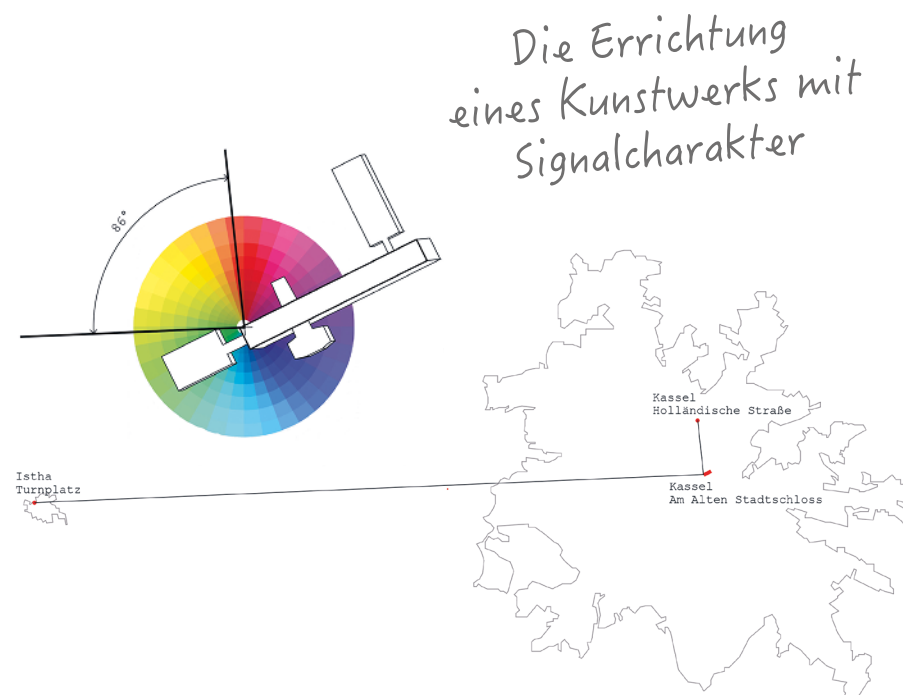 Die Errichtung
eines Kunstwerks mit
Signalcharakter
86°
Kassel
Holländische Straße
Istha
Turnplatz
Kassel
Am Alten Stadtschloss